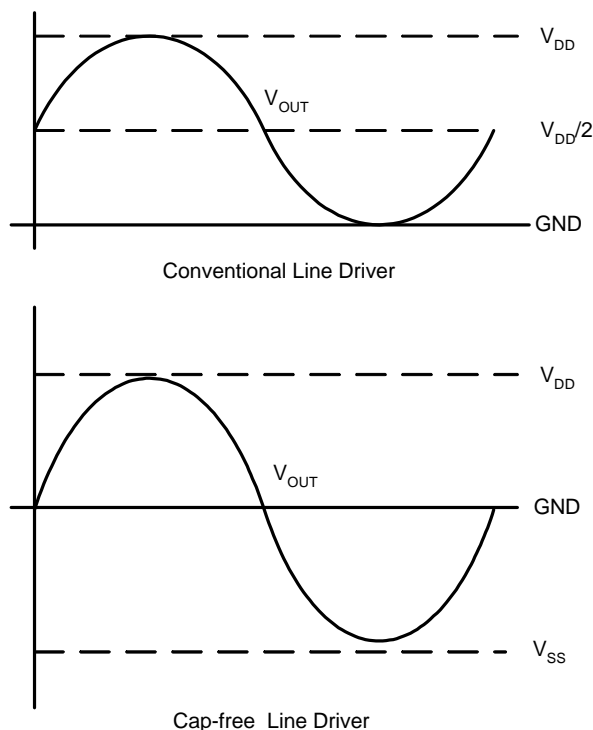 V_DD
V_OUT
V_DD/2
GND
Conventional Line Driver
V_DD
V_OUT
GND
V_SS
Cap-free Line Driver